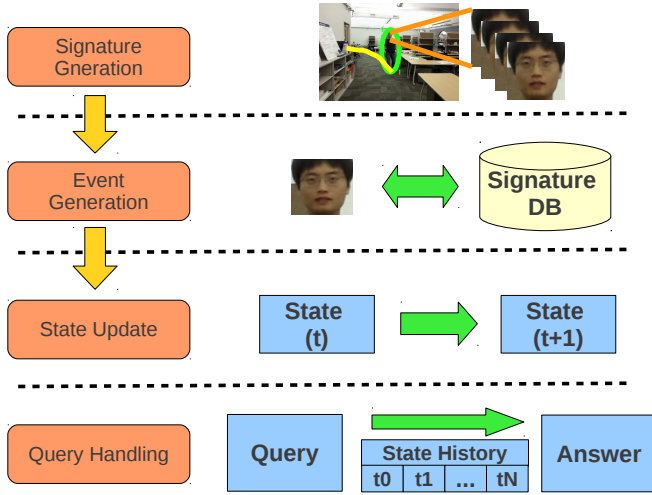 Signature
Gneration
Event
Generation
Signature
DB
State Update
State
(t)
State
(t+1)
Query Handling
Query
State History
t0 t1 ... tN
Answer